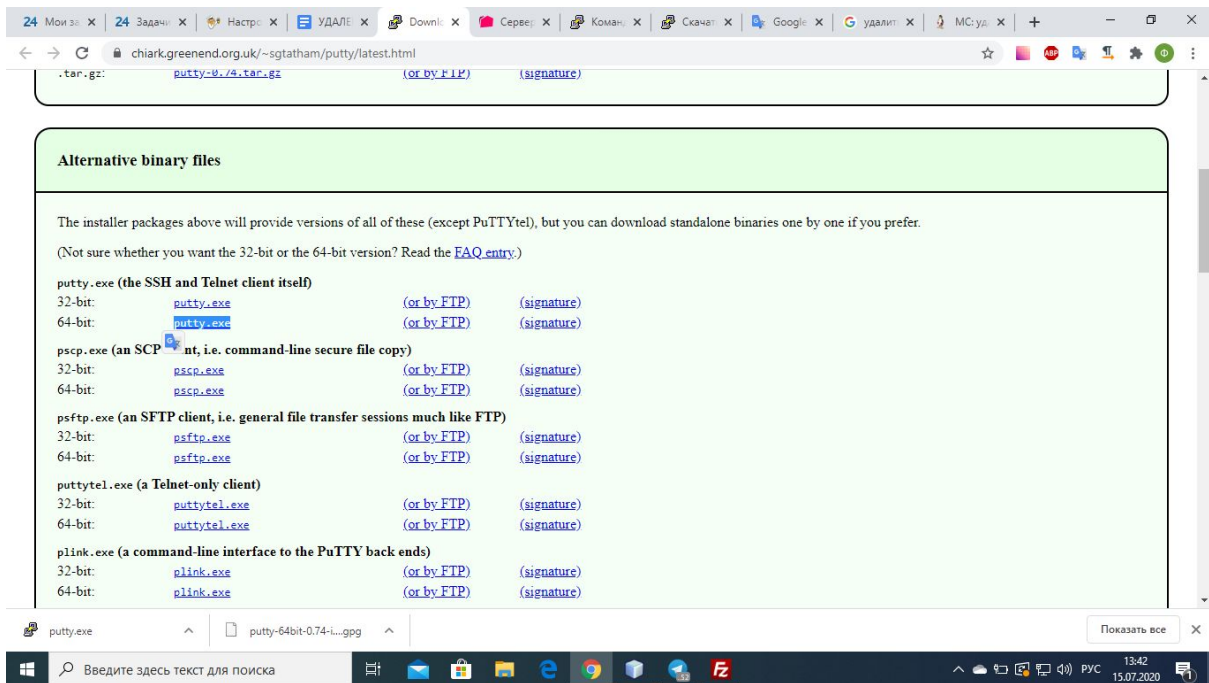 24 Мои за 24 Задачи Настро УДАЛЕ Downlo Сервер Коман Скачат Google удалит МС: уд
chiark.greenend.org.uk/~sgtatham/putty/latest.html
.tar.gz: putty-0.74.tar.gz (or by FTP) (signature)
Alternative binary files
The installer packages above will provide versions of all of these (except PuTTYtel), but you can download standalone binaries one by one if you prefer.
(Not sure whether you want the 32-bit or the 64-bit version? Read the FAQ entry.)
putty.exe (the SSH and Telnet client itself)
32-bit: putty.exe (or by FTP) (signature)
64-bit: putty.exe (or by FTP) (signature)
pscp.exe (an SCP nt, i.e. command-line secure file copy)
32-bit: pscp.exe (or by FTP) (signature)
64-bit: pscp.exe (or by FTP) (signature)
psftp.exe (an SFTP client, i.e. general file transfer sessions much like FTP)
32-bit: psftp.exe (or by FTP) (signature)
64-bit: psftp.exe (or by FTP) (signature)
puttytel.exe (a Telnet-only client)
32-bit: puttytel.exe (or by FTP) (signature)
64-bit: puttytel.exe (or by FTP) (signature)
plink.exe (a command-line interface to the PuTTY back ends)
32-bit: plink.exe (or by FTP) (signature)
64-bit: plink.exe (or by FTP) (signature)
putty.exe putty-64bit-0.74-i....gpg Показать все
Введите здесь текст для поиска РУС 13:42
15.07.2020